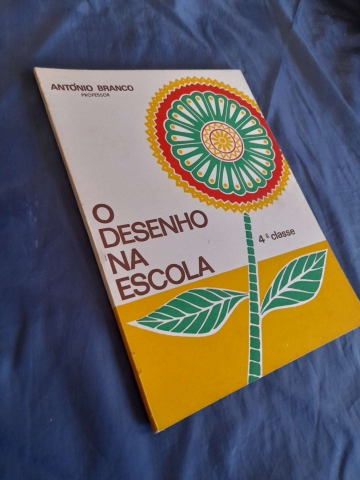 ANTÓNIO BRANCO
PROFESSOR
O
DESENHO
NA
ESCOLA
4.ª classe